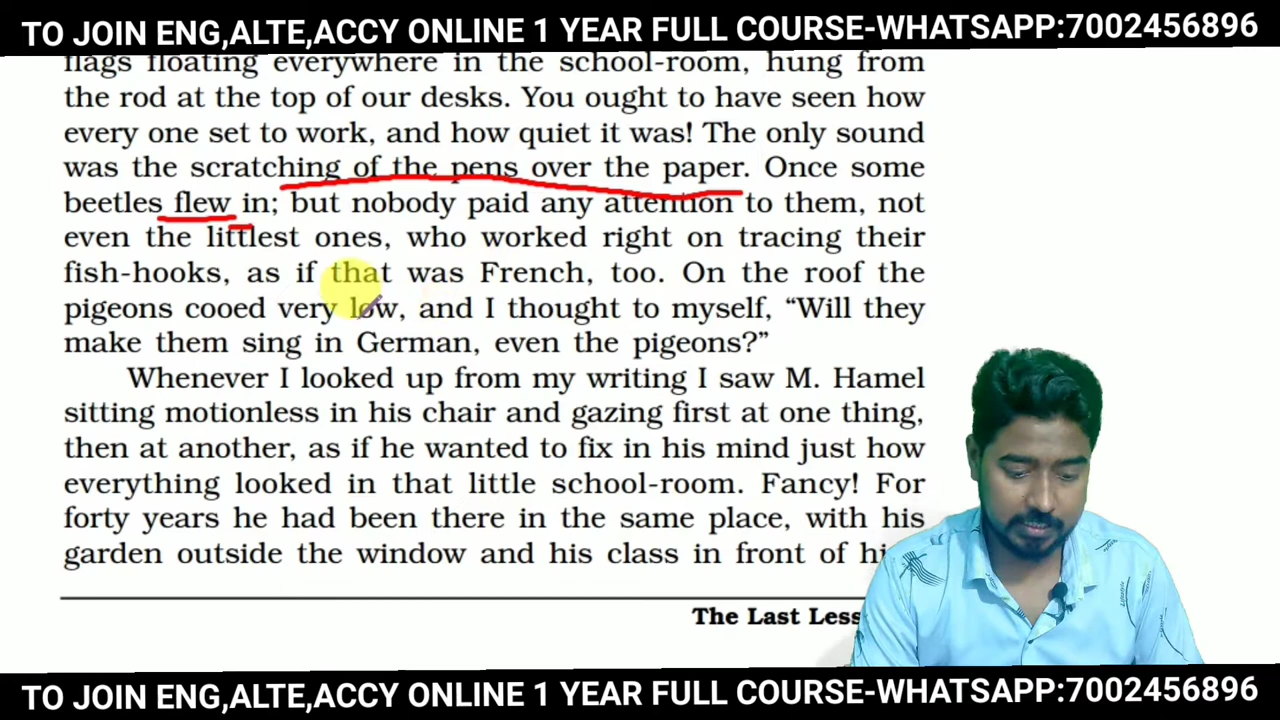 TO JOIN ENG,ALTE,ACCY ONLINE 1 YEAR FULL COURSE-WHATSAPP:7002456896
flags floating everywhere in the school-room, hung from
the rod at the top of our desks. You ought to have seen how
every one set to work, and how quiet it was! The only sound
was the scratching of the pens over the paper. Once some
beetles flew in; but nobody paid any attention to them, not
even the littlest ones, who worked right on tracing their
fish-hooks, as if that was French, too. On the roof the
pigeons cooed very low, and I thought to myself, “Will they
make them sing in German, even the pigeons?”
Whenever I looked up from my writing I saw M. Hamel
sitting motionless in his chair and gazing first at one thing,
then at another, as if he wanted to fix in his mind just how
everything looked in that little school-room. Fancy! For
forty years he had been there in the same place, with his
garden outside the window and his class in front of
The Last
TO JOIN ENG,ALTE,ACCY ONLINE 1 YEAR FULL COURSE-WHATSAPP:7002456896